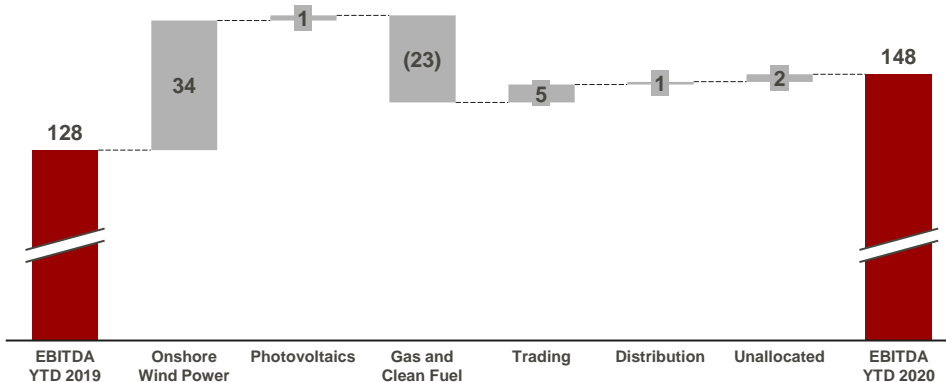 128
34
1
(23)
5
1
2
148
EBITDA
YTD 2019
Onshore
Wind Power
Photovoltaics
Gas and
Clean Fuel
Trading
Distribution
Unallocated
EBITDA
YTD 2020